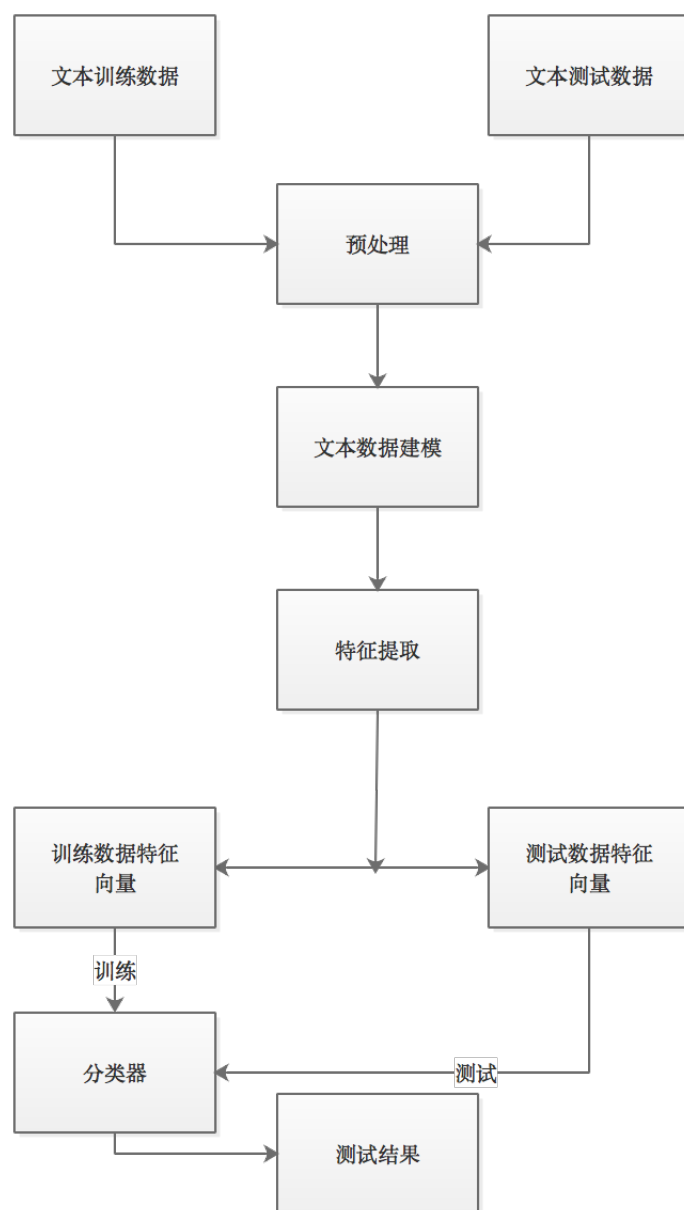 文本训练数据
文本测试数据
预处理
文本数据建模
特征提取
训练数据特征
向量
测试数据特征
向量
训练
分类器
测试
测试结果